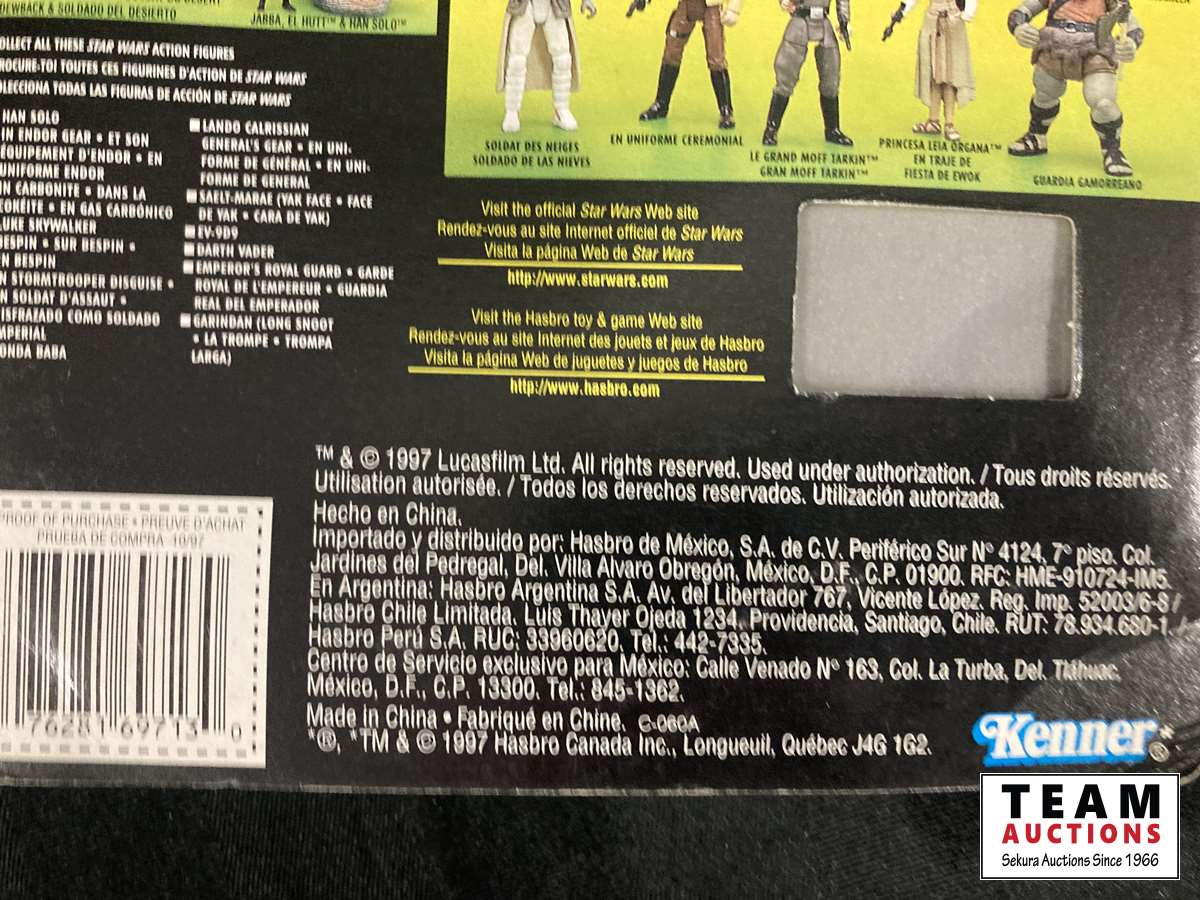 DEWBACK & SOLDADO DEL DESIERTO
JABBA, EL HUTT™ & HAN SOLO™
OLLECT ALL THESE STAR WARS ACTION FIGURES
ROCURE-TOI TOUTES CES FIGURINES D'ACTION DE STAR WARS
OLECCIONA TODAS LAS FIGURAS DE ACCIÓN DE STAR WARS
HAN SOLO
IN ENDOR GEAR • ET SON
ÉQUIPEMENT D'ENDOR • EN
UNIFORME ENDOR
IN CARBONITE • DANS LA
• EN GAS CARBÓNICO
LUKE SKYWALKER
BESPIN • SUR BESPIN •
N BESPIN
N STORMTROOPER DISGUISE •
N SOLDAT D'ASSAUT •
ISFRAZADO COMO SOLDADO
MPERIAL
ONDA BABA
LANDO CALRISSIAN
GENERAL'S GEAR • EN UNI-
FORME DE GÉNÉRAL • EN UNI-
FORME DE GENERAL
SAELT-MARAE (YAK FACE • FACE
DE YAK • CARA DE YAK)
EV-9D9
DARTH VADER
EMPEROR'S ROYAL GUARD • GARDE
ROYAL DE L'EMPEREUR • GUARDIA
REAL DEL EMPERADOR
GARINDAN (LONG SNOOT
• LA TROMPE • TROMPA
LARGA)
SOLDAT DES NEIGES
SOLDADO DE LAS NIEVES
EN UNIFORME CEREMONIAL
LE GRAND MOFF TARKIN™
GRAN MOFF TARKIN™
PRINCESA LEIA ORGANA™
EN TRAJE DE
FIESTA DE EWOK
GUARDIA GAMORREANO
Visit the official Star Wars Web site
Rendez-vous au site Internet officiel de Star Wars
Visita la página Web de Star Wars
http://www.starwars.com
Visit the Hasbro toy & game Web site
Rendez-vous au site Internet des jouets et jeux de Hasbro
Visita la página Web de juguetes y juegos de Hasbro
http://www.hasbro.com
™ & © 1997 Lucasfilm Ltd. All rights reserved. Used under authorization. / Tous droits réservés.
Utilisation autorisée. / Todos los derechos reservados. Utilización autorizada.
Hecho en China.
Importado y distribuido por: Hasbro de México, S.A. de C.V. Periférico Sur Nº 4124, 7º piso. Col.
Jardines del Pedregal, Del. Villa Alvaro Obregón, México, D.F., C.P. 01900. RFC: HME-910724-IM5.
En Argentina: Hasbro Argentina S.A. Av. del Libertador 767, Vicente López. Reg. Imp. 52003/6-8 /
Hasbro Chile Limitada. Luis Thayer Ojeda 1234, Providencia, Santiago, Chile. RUT: 78.934.680-1. /
Hasbro Perú S.A. RUC: 33960620, Tel.: 442-7335.
Centro de Servicio exclusivo para México: Calle Venado Nº 163, Col. La Turba, Del. Tláhuac.
México, D.F., C.P. 13300. Tel.: 845-1362.
Made in China • Fabriqué en Chine. C-060A
*®, *™ & © 1997 Hasbro Canada Inc., Longueuil, Québec J4G 1G2.
PROOF OF PURCHASE • PREUVE D'ACHAT
PRUEBA DE COMPRA 10/97
76281 69713 0
Kenner*®
TEAM
AUCTIONS
Sekura Auctions Since 1966